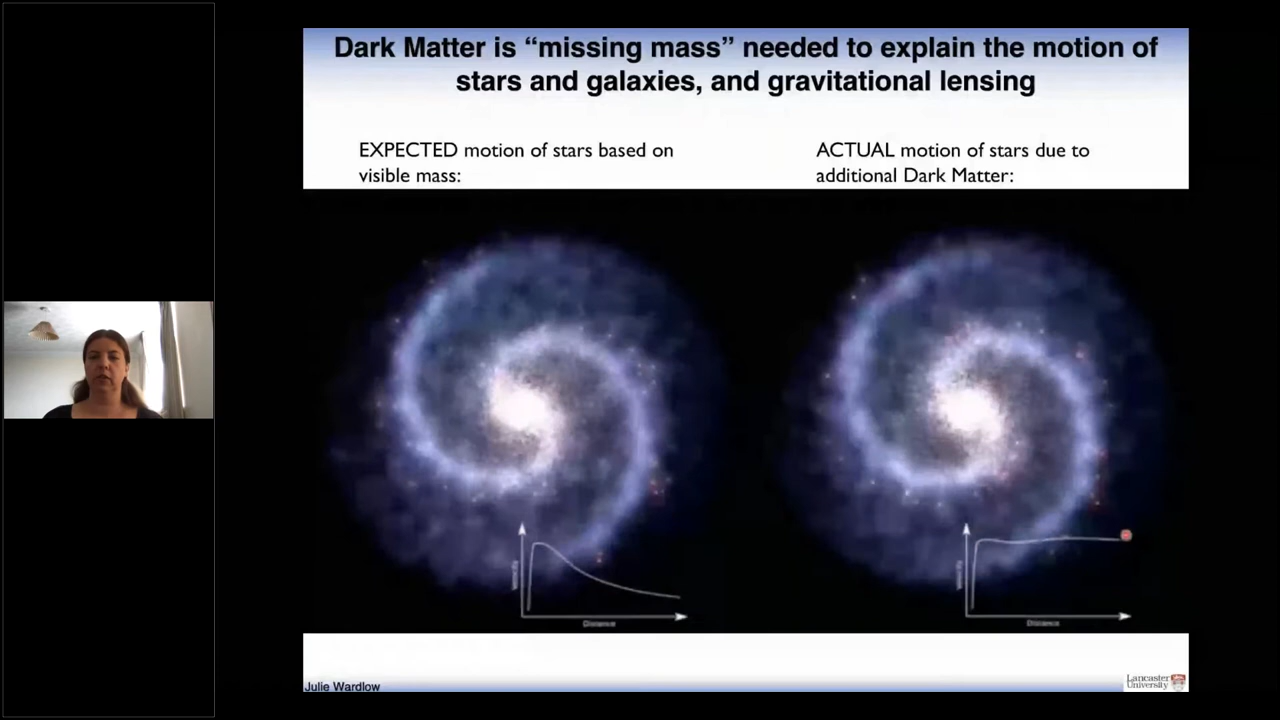 Dark Matter is “missing mass” needed to explain the motion of
stars and galaxies, and gravitational lensing
EXPECTED motion of stars based on
visible mass:
ACTUAL motion of stars due to
additional Dark Matter:
Distance
Distance
Julie Wardlow
Lancaster
University